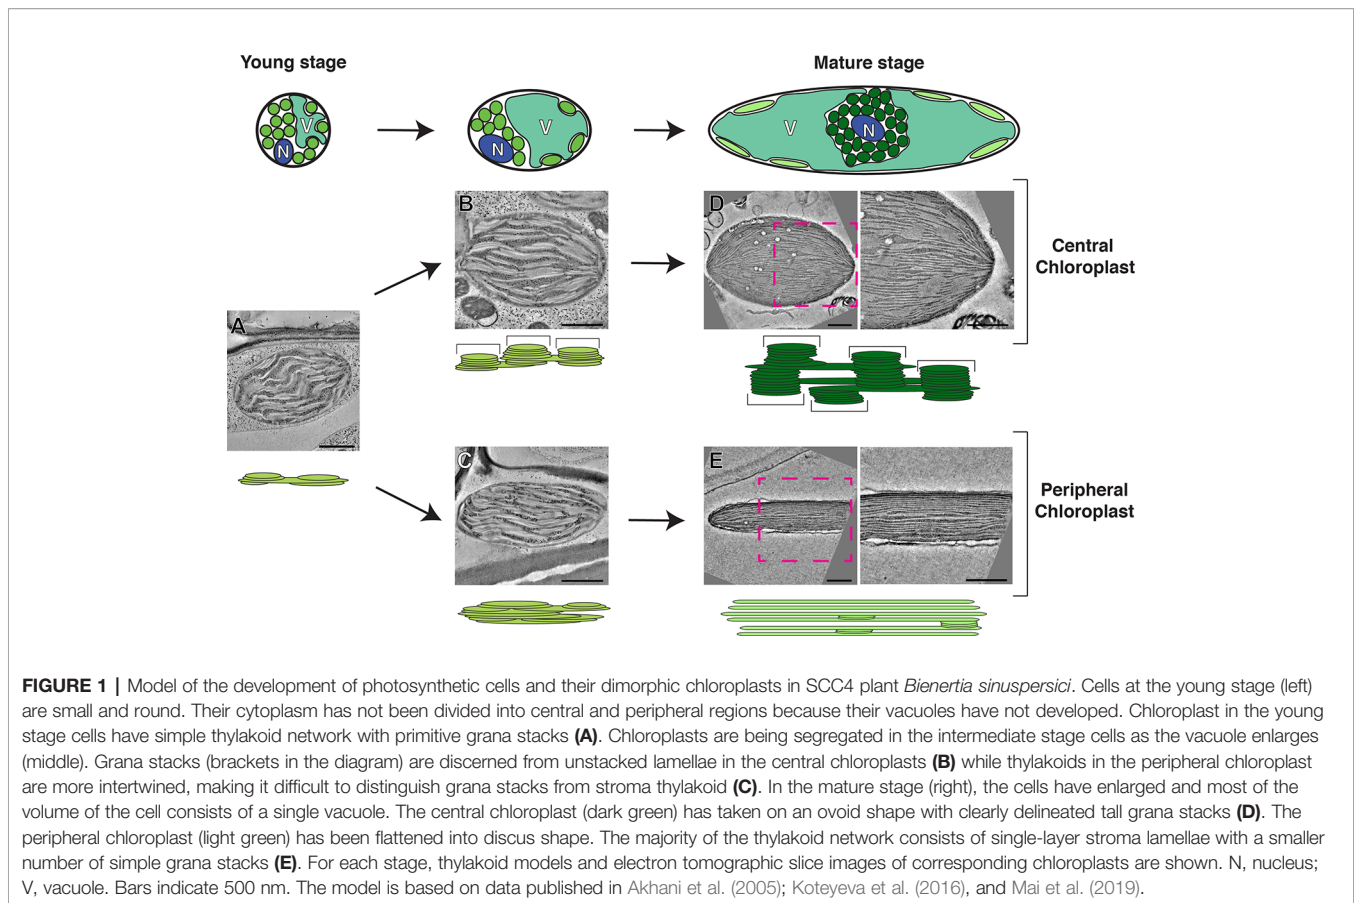 Young stage
Mature stage
V
N
V
N
V
N
B
D
Central
Chloroplast
A
C
E
Peripheral
Chloroplast
FIGURE 1 | Model of the development of photosynthetic cells and their dimorphic chloroplasts in SCC4 plant Bienertia sinuspersici. Cells at the young stage (left)
are small and round. Their cytoplasm has not been divided into central and peripheral regions because their vacuoles have not developed. Chloroplast in the young
stage cells have simple thylakoid network with primitive grana stacks (A). Chloroplasts are being segregated in the intermediate stage cells as the vacuole enlarges
(middle). Grana stacks (brackets in the diagram) are discerned from unstacked lamellae in the central chloroplasts (B) while thylakoids in the peripheral chloroplast
are more intertwined, making it difficult to distinguish grana stacks from stroma thylakoid (C). In the mature stage (right), the cells have enlarged and most of the
volume of the cell consists of a single vacuole. The central chloroplast (dark green) has taken on an ovoid shape with clearly delineated tall grana stacks (D). The
peripheral chloroplast (light green) has been flattened into discus shape. The majority of the thylakoid network consists of single-layer stroma lamellae with a smaller
number of simple grana stacks (E). For each stage, thylakoid models and electron tomographic slice images of corresponding chloroplasts are shown. N, nucleus;
V, vacuole. Bars indicate 500 nm. The model is based on data published in Akhani et al. (2005); Koteyeva et al. (2016), and Mai et al. (2019).